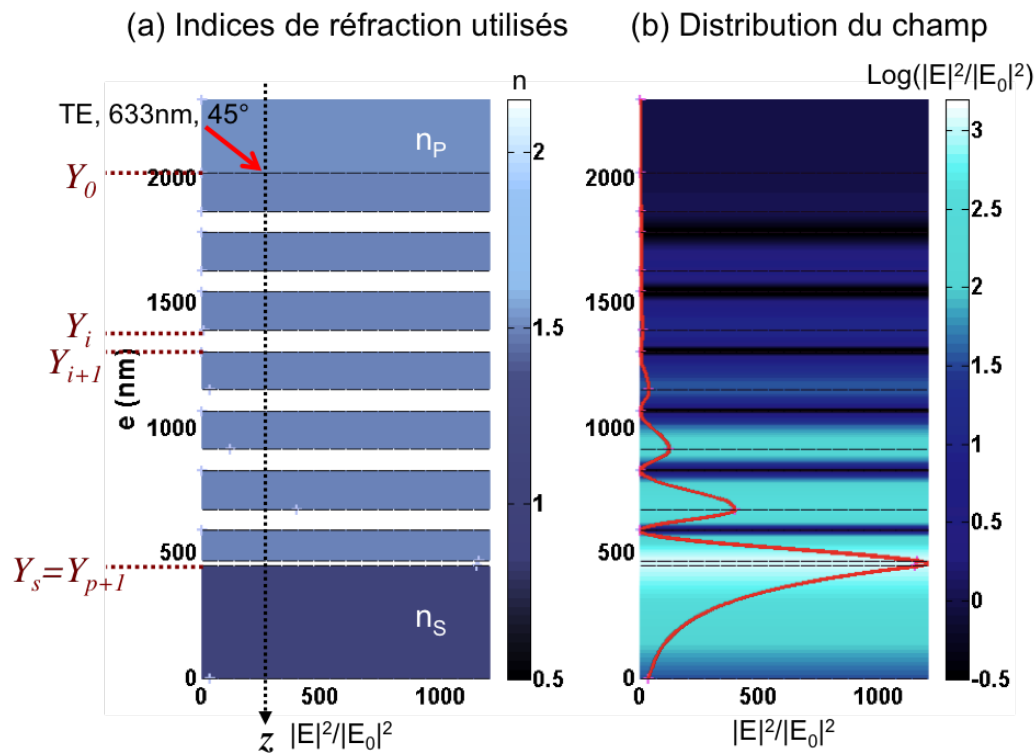 (a) Indices de réfraction utilisés
(b) Distribution du champ
n
Log(|E|²/|E₀|²)
TE, 633nm, 45°
n_P
Y_0
Y_i
Y_{i+1}
Y_s=Y_{p+1}
e (nm)
2000
1500
1000
500
0
n_S
0
500
1000
z
|E|²/|E₀|²
2
1.5
1
0.5
2000
1500
1000
500
0
0
500
1000
|E|²/|E₀|²
3
2.5
2
1.5
1
0.5
0
-0.5